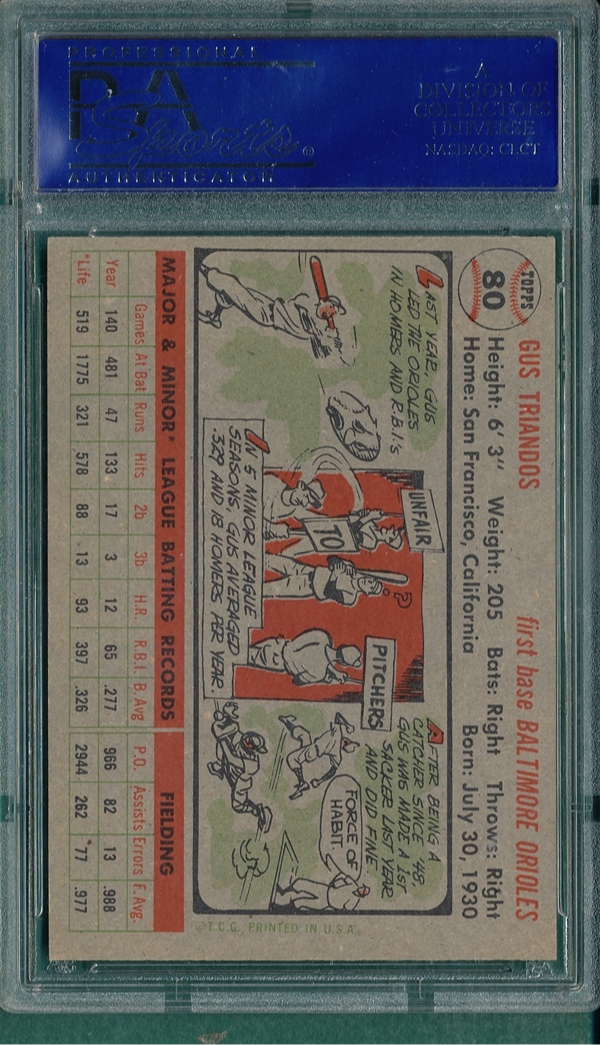 PROFESSIONAL
PSA
Sports ®
AUTHENTICATOR
A
DIVISION OF
COLLECTORS
UNIVERSE
NASDAQ: CLCT
TOPPS
80
GUS TRIANDOS first base BALTIMORE ORIOLES
Height: 6' 3" Weight: 205 Bats: Right Throws: Right
Home: San Francisco, California Born: July 30, 1930
LAST YEAR, GUS
LED THE ORIOLES
IN HOMERS AND R.B.I.'s
UNFAIR
TO
PITCHERS
?
IN 5 MINOR LEAGUE
SEASONS, GUS AVERAGED
.329 AND 18 HOMERS PER YEAR.
AFTER BEING A
CATCHER SINCE '48,
GUS WAS MADE A 1ST
SACKER LAST YEAR
AND DID FINE
FORCE OF
HABIT.
©T.C.G. PRINTED IN U.S.A.
MAJOR & MINOR* LEAGUE BATTING RECORDS FIELDING
Games At Bat Runs Hits 2b 3b H.R. R.B.I. B.Avg P.O. Assists Errors F.Avg.
Year 140 481 47 133 17 3 12 65 .277 966 82 13 .988
*Life 519 1775 321 578 88 13 93 397 .326 2944 262 77 .977